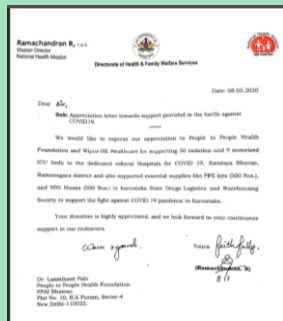 Ramachandran R, I.A.S.
Mission Director
National Health Mission
Directorate of Health & Family Welfare Services
Date: 08.05.2020
Dear Sir,
Sub: Appreciation letter towards support provided in the battle against
COVID19.
*****
We would like to express our appreciation to People to People Health
Foundation and Wipro GE Healthcare for supporting 50 isolation and 9 motorized
ICU beds to the dedicated referral Hospitals for COVID 19, Kandaya Bhavan,
Ramanagara district and also supported essential supplies like PPE kits (500 Nos.),
and N95 Masks (500 Nos.) to Karnataka State Drugs Logistics and Warehousing
Society to support the fight against COVID 19 pandemic in Karnataka.
Your donation is highly appreciated, and we look forward to your continuous
support in our endeavors.
Warm regards,
Yours faithfully,
(Ramachandran. R)
8/5
Dr. Laxmikant Palo
People to People Health Foundation
PPHF Bhawan
Plot No. 10, R.K Puram, Sector-4
New Delhi-110022.